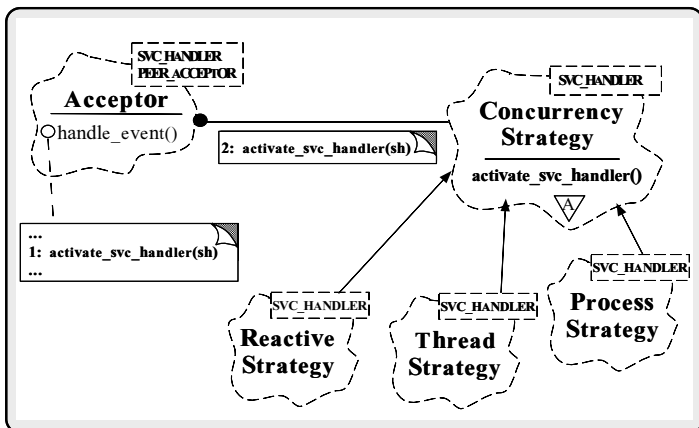 SVC_HANDLER
PEER_ACCEPTOR
Acceptor
handle_event()
SVC_HANDLER
Concurrency
Strategy
activate_svc_handler()
A
2: activate_svc_handler(sh)
...
1: activate_svc_handler(sh)
...
SVC_HANDLER
Reactive
Strategy
SVC_HANDLER
Thread
Strategy
SVC_HANDLER
Process
Strategy